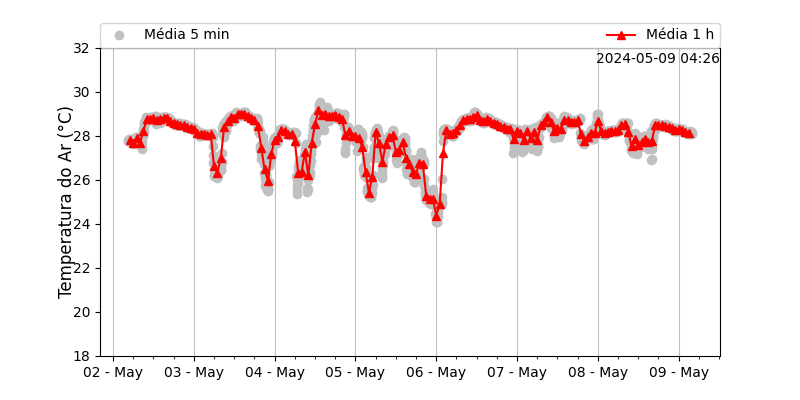 Média 5 min
Média 1 h
2024-05-09 04:26
Temperatura do Ar (°C)
32
30
28
26
24
22
20
18
02 - May
03 - May
04 - May
05 - May
06 - May
07 - May
08 - May
09 - May